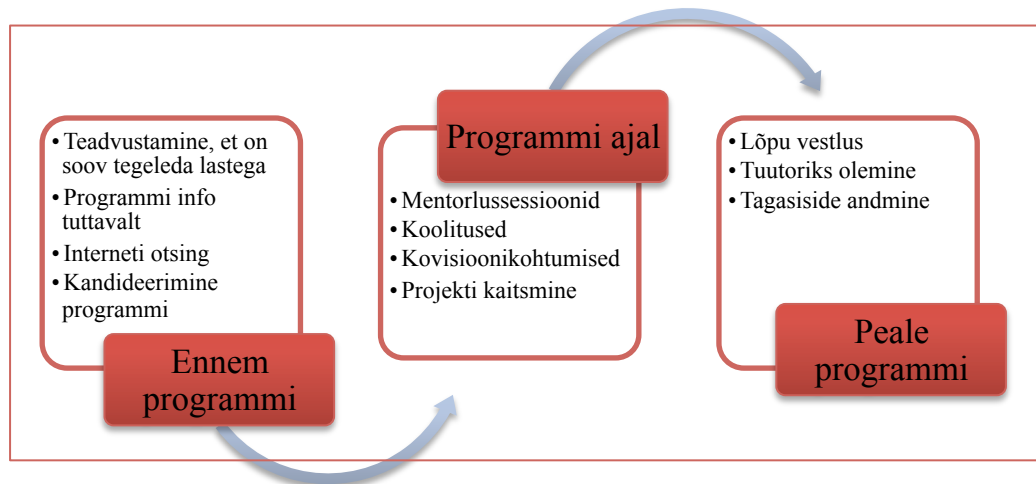 • Teadvustamine, et on
soov tegeleda lastega
• Programmi info
tuttavalt
• Interneti otsing
• Kandideerimine
programmi
Ennem
programmi
Programmi ajal
• Mentorlussessioonid
• Koolitused
• Kovisioonikohtumised
• Projekti kaitsmine
• Lõpu vestlus
• Tuutoriks olemine
• Tagasiside andmine
Peale
programmi